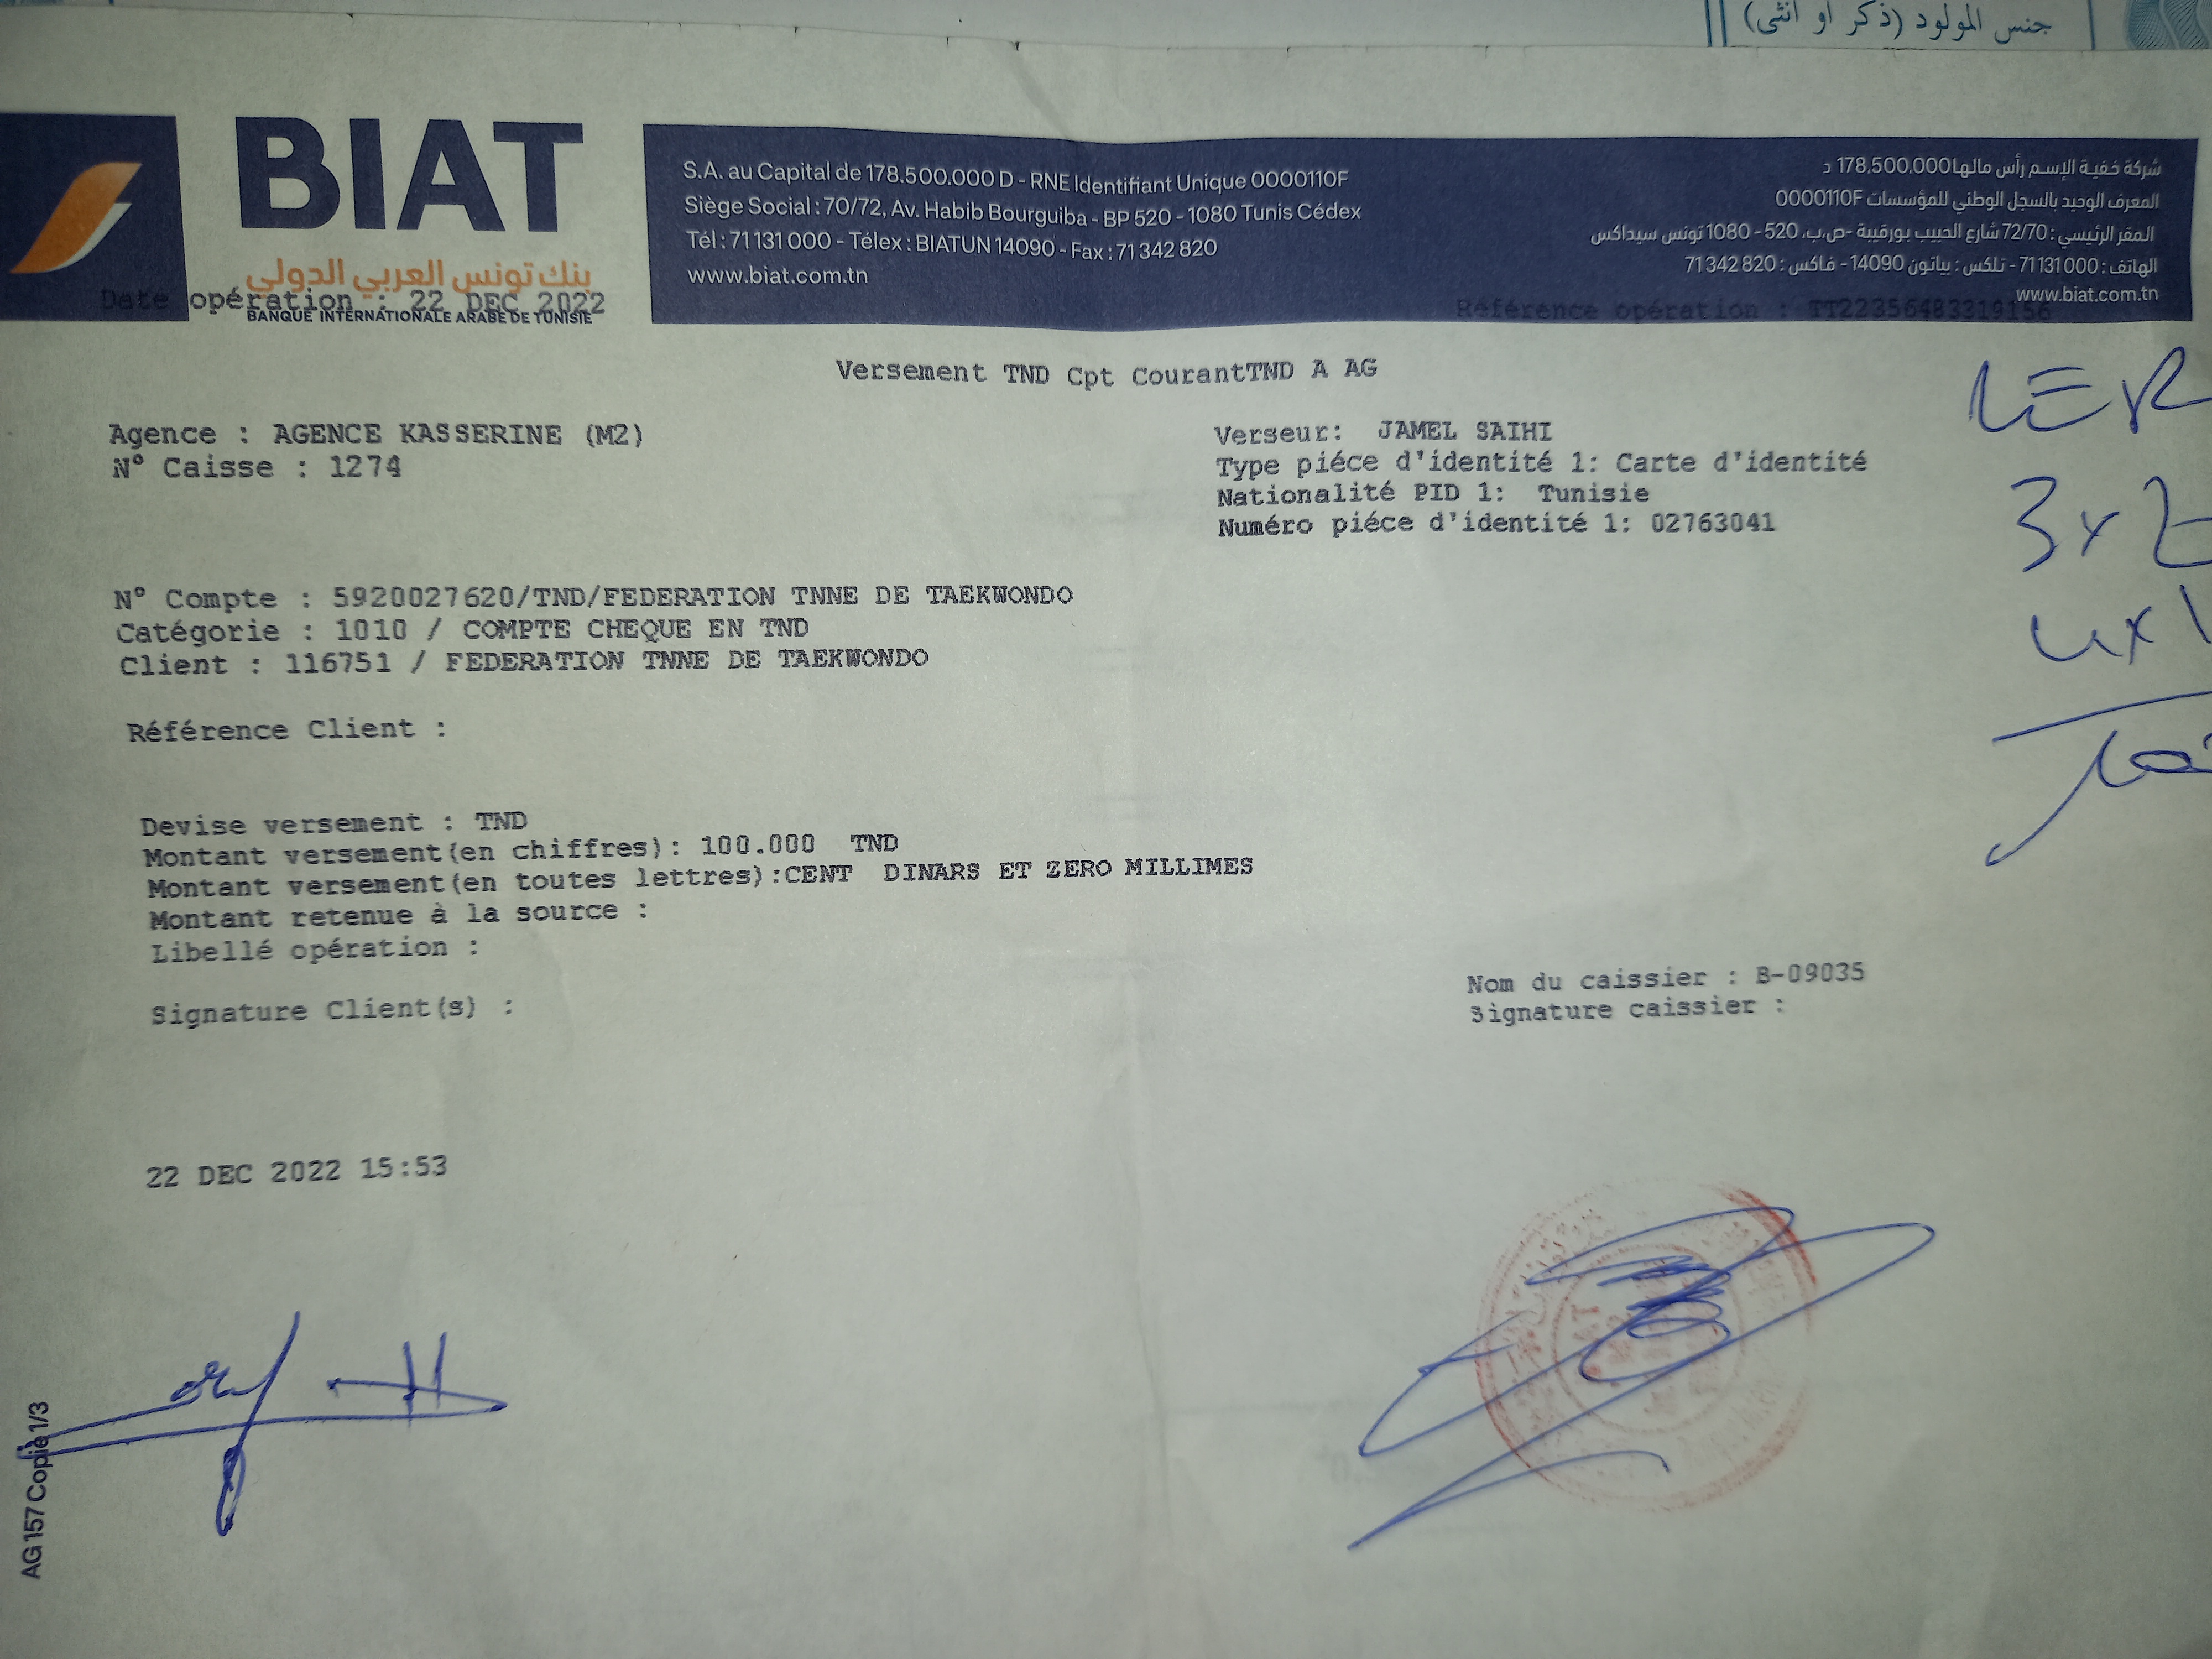 جنس المولود (ذكر او انثى)
BIAT
بنك تونس العربي الدولي
BANQUE INTERNATIONALE ARABE DE TUNISIE
S.A. au Capital de 178.500.000 D - RNE Identifiant Unique 0000110F
Siège Social : 70/72, Av. Habib Bourguiba - BP 520 - 1080 Tunis Cédex
Tél : 71 131 000 - Télex : BIATUN 14090 - Fax : 71 342 820
www.biat.com.tn
شركة خفية الإسم رأس مالها 178.500.000 د
المعرف الوحيد بالسجل الوطني للمؤسسات 0000110F
المقر الرئيسي : 72/70 شارع الحبيب بورقيبة -ص.ب. 520 - 1080 تونس سيداكس
الهاتف : 71131000 - تلكس : بياتون 14090 - فاكس : 71342820
www.biat.com.tn
Date opération : 22 DEC 2022
Référence opération : TT22356483319156
Versement TND Cpt CourantTND A AG
Agence : AGENCE KASSERINE (M2)
N° Caisse : 1274
Verseur: JAMEL SAIHI
Type piéce d'identité 1: Carte d'identité
Nationalité PID 1: Tunisie
Numéro piéce d'identité 1: 02763041
3x2
4x1
N° Compte : 5920027620/TND/FEDERATION TNNE DE TAEKWONDO
Catégorie : 1010 / COMPTE CHEQUE EN TND
Client : 116751 / FEDERATION TNNE DE TAEKWONDO
Référence Client :
Devise versement : TND
Montant versement(en chiffres): 100.000 TND
Montant versement(en toutes lettres):CENT DINARS ET ZERO MILLIMES
Montant retenue à la source :
Libellé opération :
Signature Client(s) :
Nom du caissier : B-09035
Signature caissier :
22 DEC 2022 15:53
AG 157 Copie 1/3